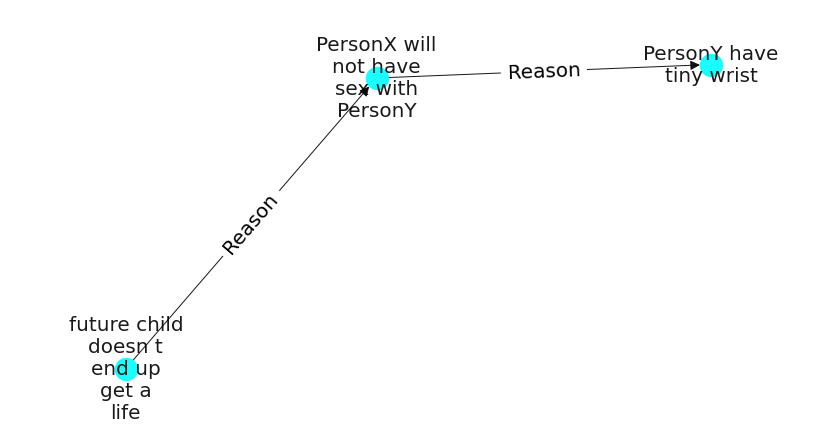 PersonX will
not have
sex with
PersonY
Reason
PersonY have
tiny wrist
Reason
future child
doesn t
end up
get a
life